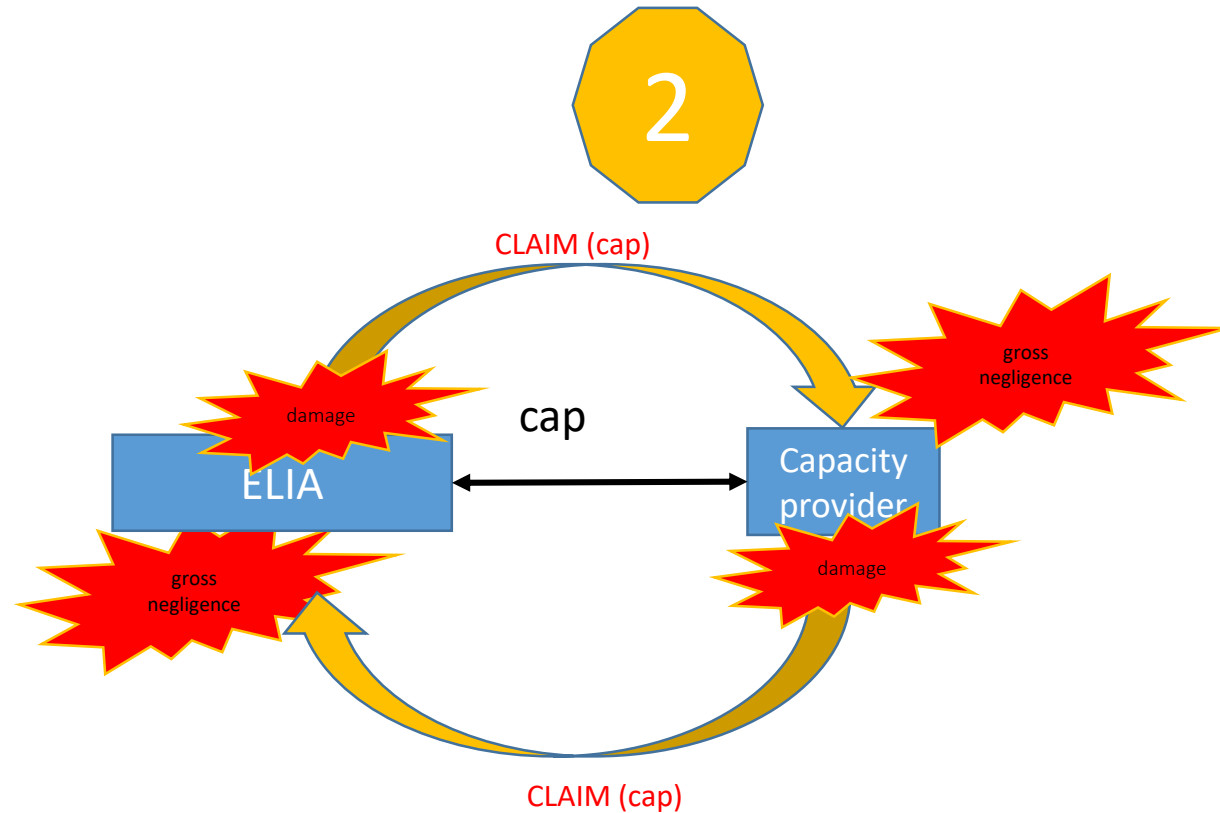 2
CLAIM (cap)
gross
negligence
damage
cap
ELIA
Capacity
provider
gross
negligence
damage
CLAIM (cap)